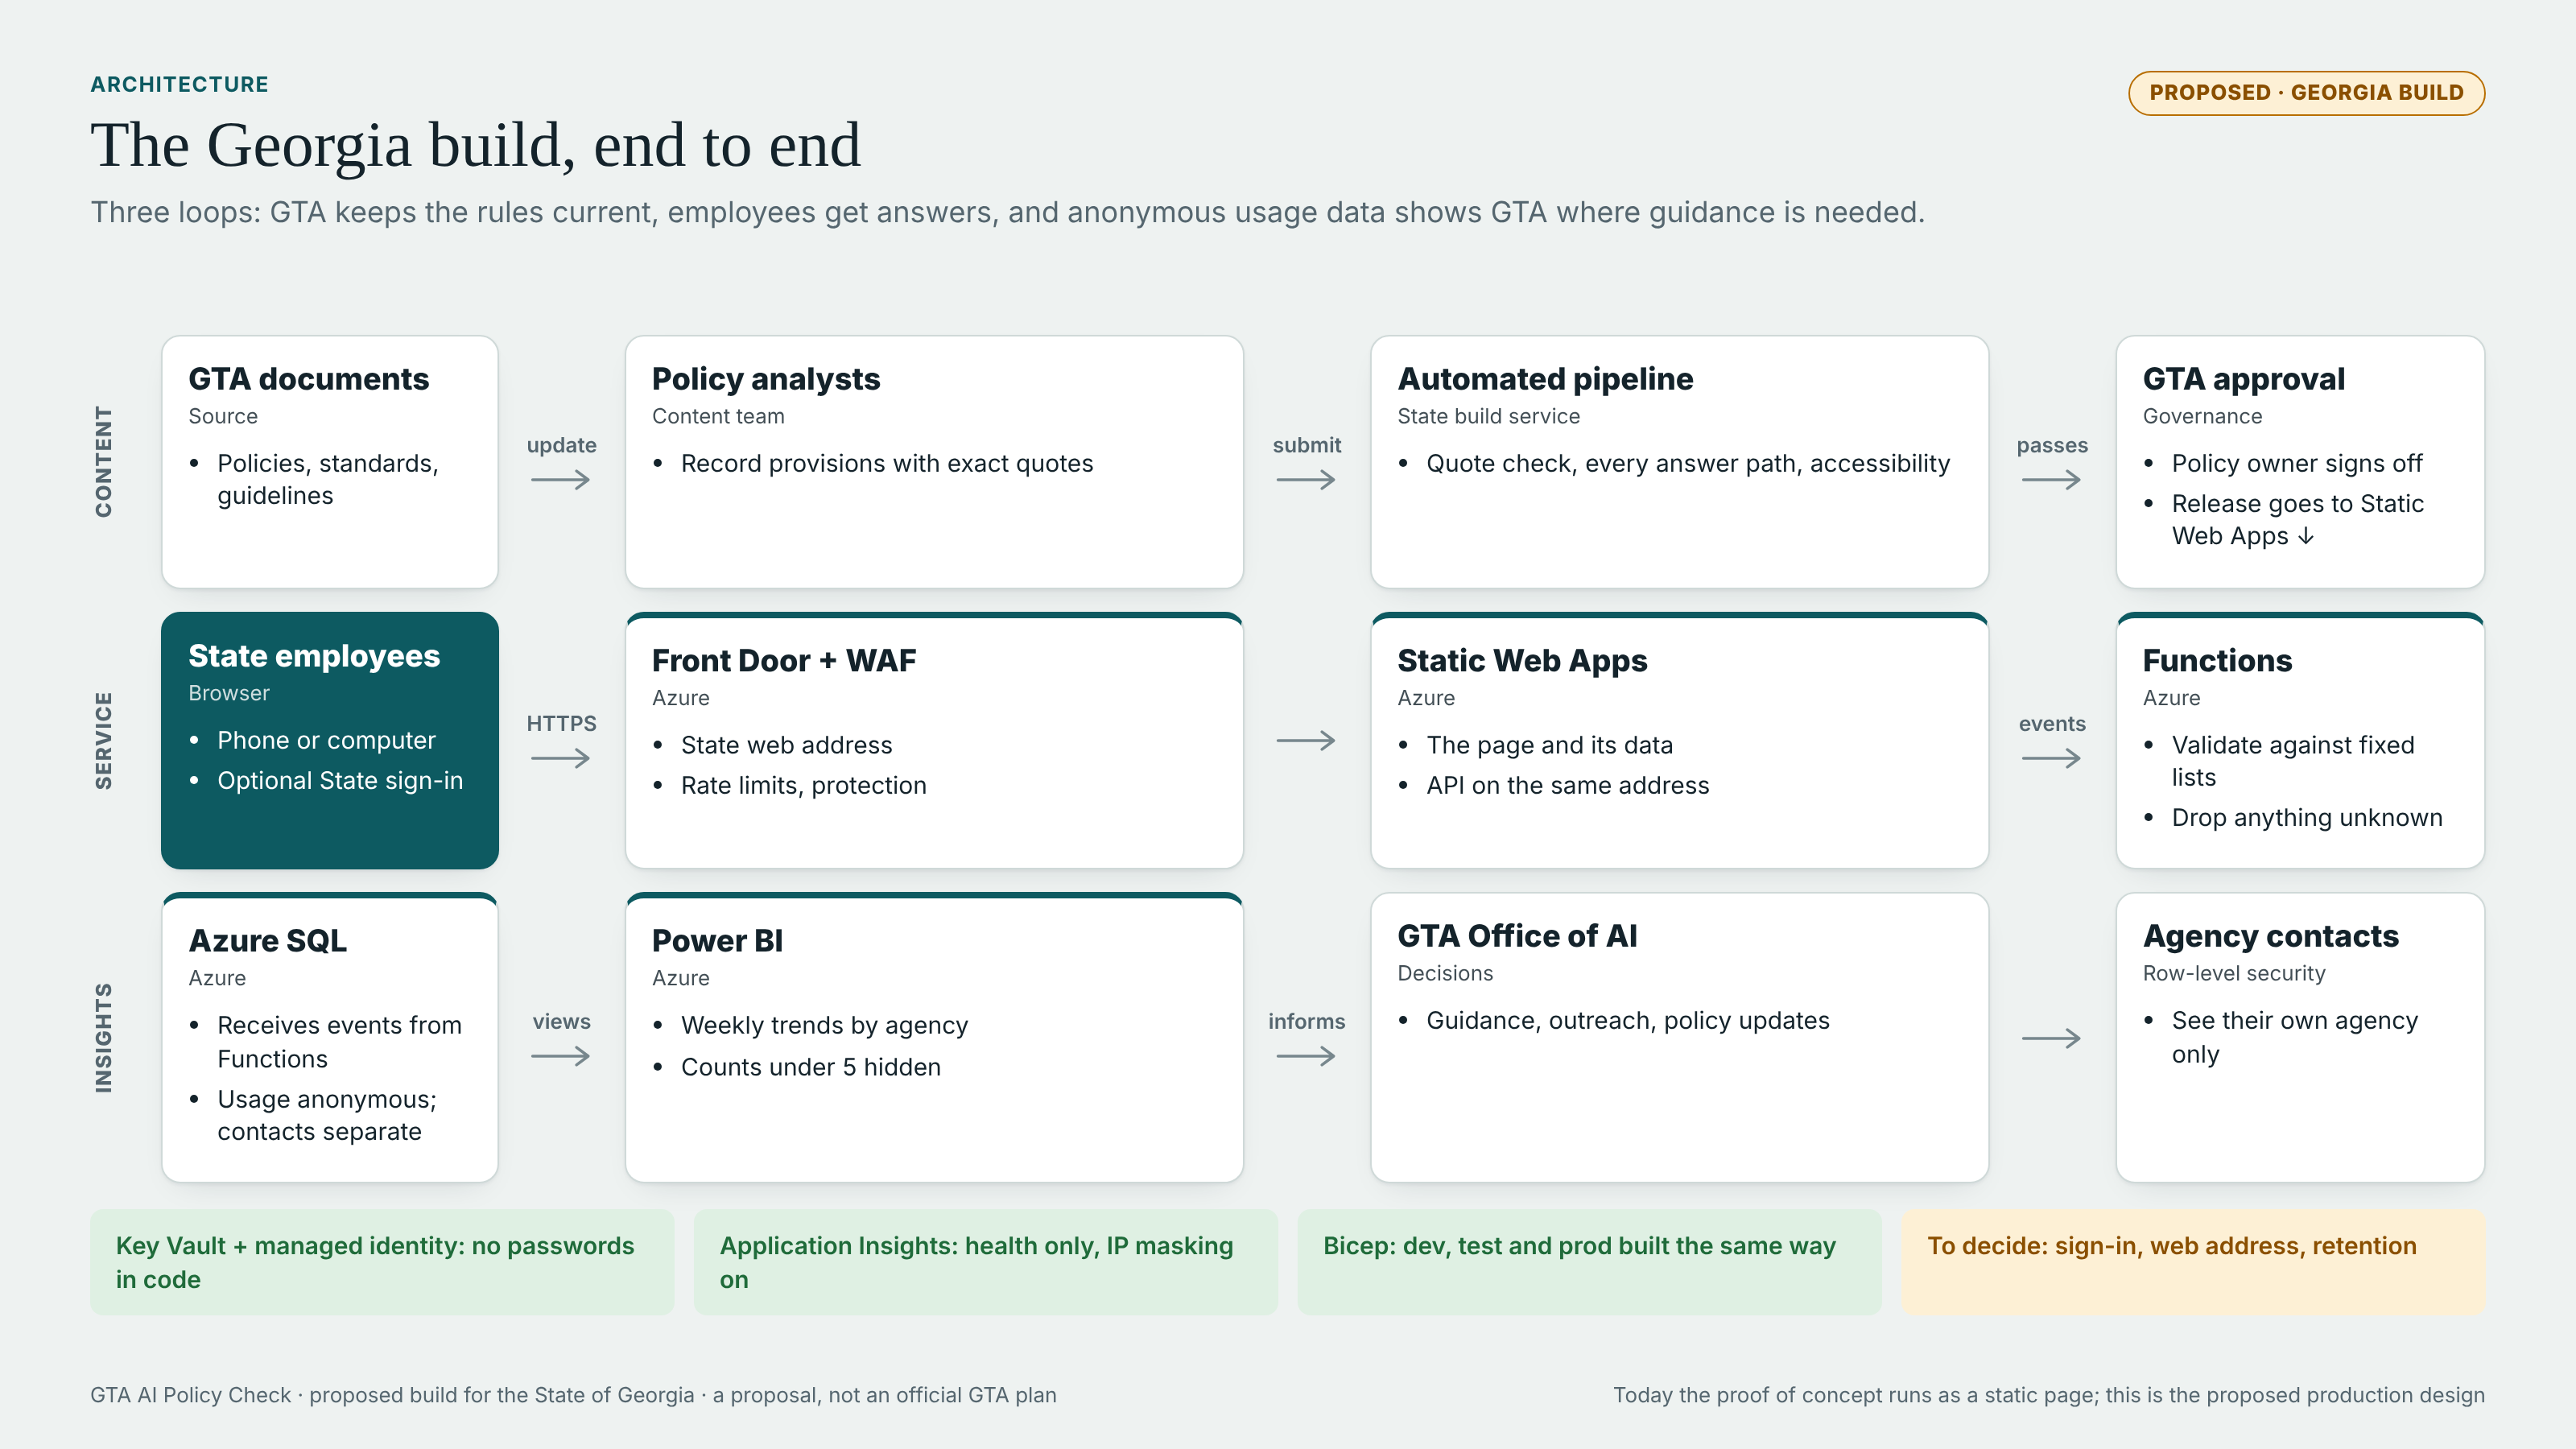 ARCHITECTURE
PROPOSED · GEORGIA BUILD
The Georgia build, end to end
Three loops: GTA keeps the rules current, employees get answers, and anonymous usage data shows GTA where guidance is needed.
CONTENT
GTA documents
Source
• Policies, standards,
guidelines
update
Policy analysts
Content team
• Record provisions with exact quotes
submit
Automated pipeline
State build service
• Quote check, every answer path, accessibility
passes
GTA approval
Governance
• Policy owner signs off
• Release goes to Static
Web Apps ↓
SERVICE
State employees
Browser
• Phone or computer
• Optional State sign-in
HTTPS
Front Door + WAF
Azure
• State web address
• Rate limits, protection
Static Web Apps
Azure
• The page and its data
• API on the same address
events
Functions
Azure
• Validate against fixed
lists
• Drop anything unknown
INSIGHTS
Azure SQL
Azure
• Receives events from
Functions
• Usage anonymous;
contacts separate
views
Power BI
Azure
• Weekly trends by agency
• Counts under 5 hidden
informs
GTA Office of AI
Decisions
• Guidance, outreach, policy updates
Agency contacts
Row-level security
• See their own agency
only
Key Vault + managed identity: no passwords
in code
Application Insights: health only, IP masking
on
Bicep: dev, test and prod built the same way
To decide: sign-in, web address, retention
GTA AI Policy Check · proposed build for the State of Georgia · a proposal, not an official GTA plan
Today the proof of concept runs as a static page; this is the proposed production design